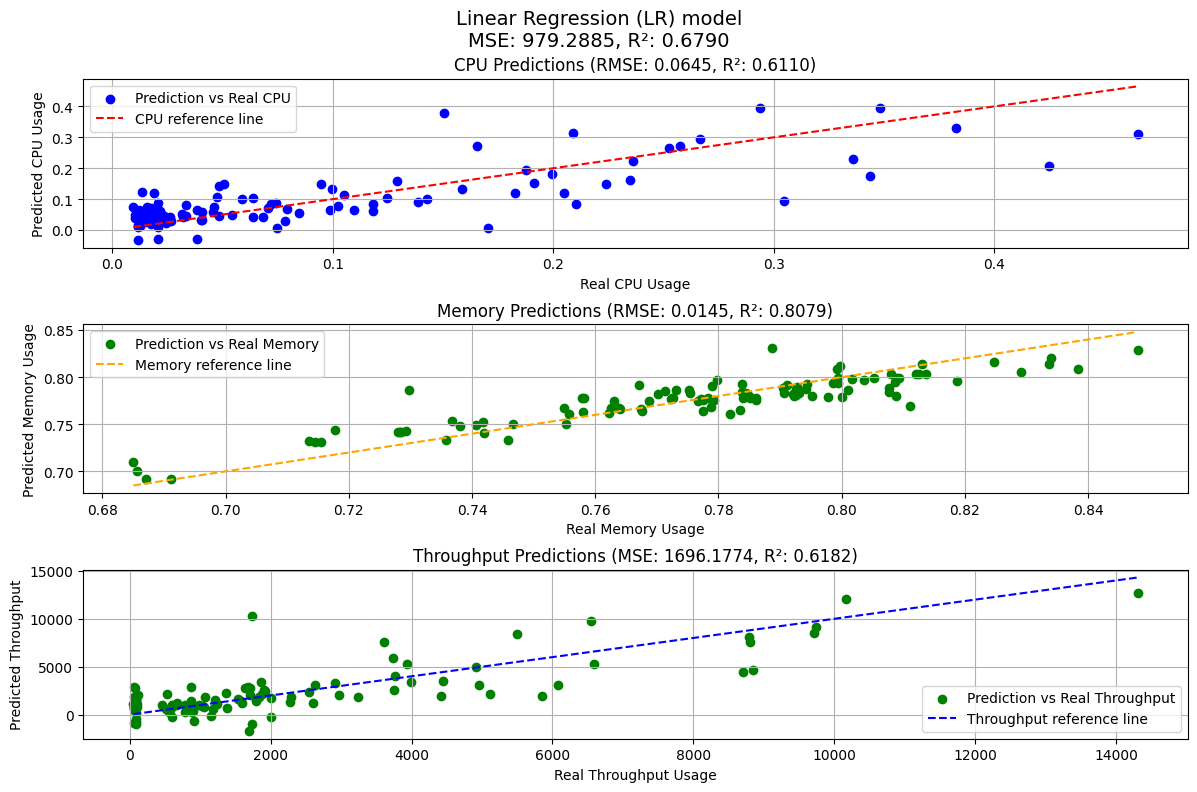 Linear Regression (LR) model
MSE: 979.2885, R²: 0.6790
CPU Predictions (RMSE: 0.0645, R²: 0.6110)
Predicted CPU Usage
0.4
0.3
0.2
0.1
0.0
Prediction vs Real CPU
CPU reference line
0.0 0.1 0.2 0.3 0.4
Real CPU Usage
Memory Predictions (RMSE: 0.0145, R²: 0.8079)
Predicted Memory Usage
0.85
0.80
0.75
0.70
Prediction vs Real Memory
Memory reference line
0.68 0.70 0.72 0.74 0.76 0.78 0.80 0.82 0.84
Real Memory Usage
Throughput Predictions (MSE: 1696.1774, R²: 0.6182)
Predicted Throughput
15000
10000
5000
0
Prediction vs Real Throughput
Throughput reference line
0 2000 4000 6000 8000 10000 12000 14000
Real Throughput Usage